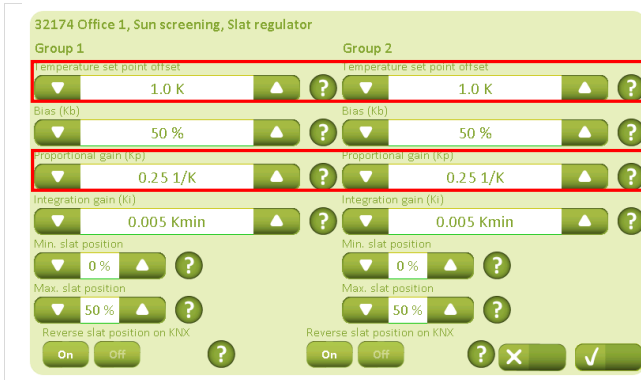 32174 Office 1, Sun screening, Slat regulator
Group 1 Group 2
Temperature set point offset Temperature set point offset
1.0 K ? 1.0 K ?
Bias (Kb) Bias (Kb)
50 % ? 50 % ?
Proportional gain (Kp) Proportional gain (Kp)
0.25 1/K ? 0.25 1/K ?
Integration gain (Ki) Integration gain (Ki)
0.005 Kmin ? 0.005 Kmin ?
Min. slat position Min. slat position
0 % ? 0 % ?
Max. slat position Max. slat position
50 % ? 50 % ?
Reverse slat position on KNX Reverse slat position on KNX
On Off ? On Off ?